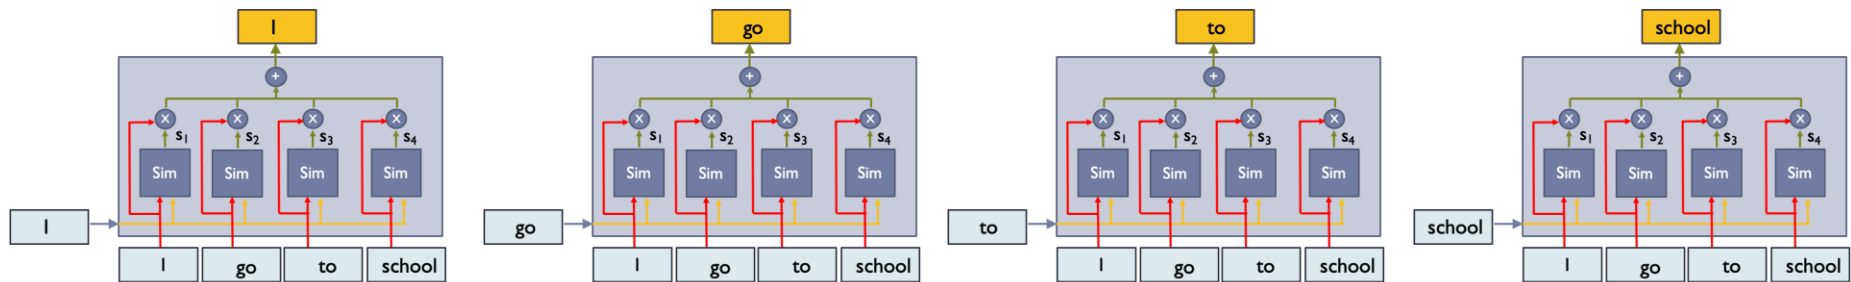 I
go
to
school
+
+
+
+
X X X X
X X X X
X X X X
X X X X
s1 s2 s3 s4
s1 s2 s3 s4
s1 s2 s3 s4
s1 s2 s3 s4
Sim Sim Sim Sim
Sim Sim Sim Sim
Sim Sim Sim Sim
Sim Sim Sim Sim
I
go
to
school
I go to school
I go to school
I go to school
I go to school